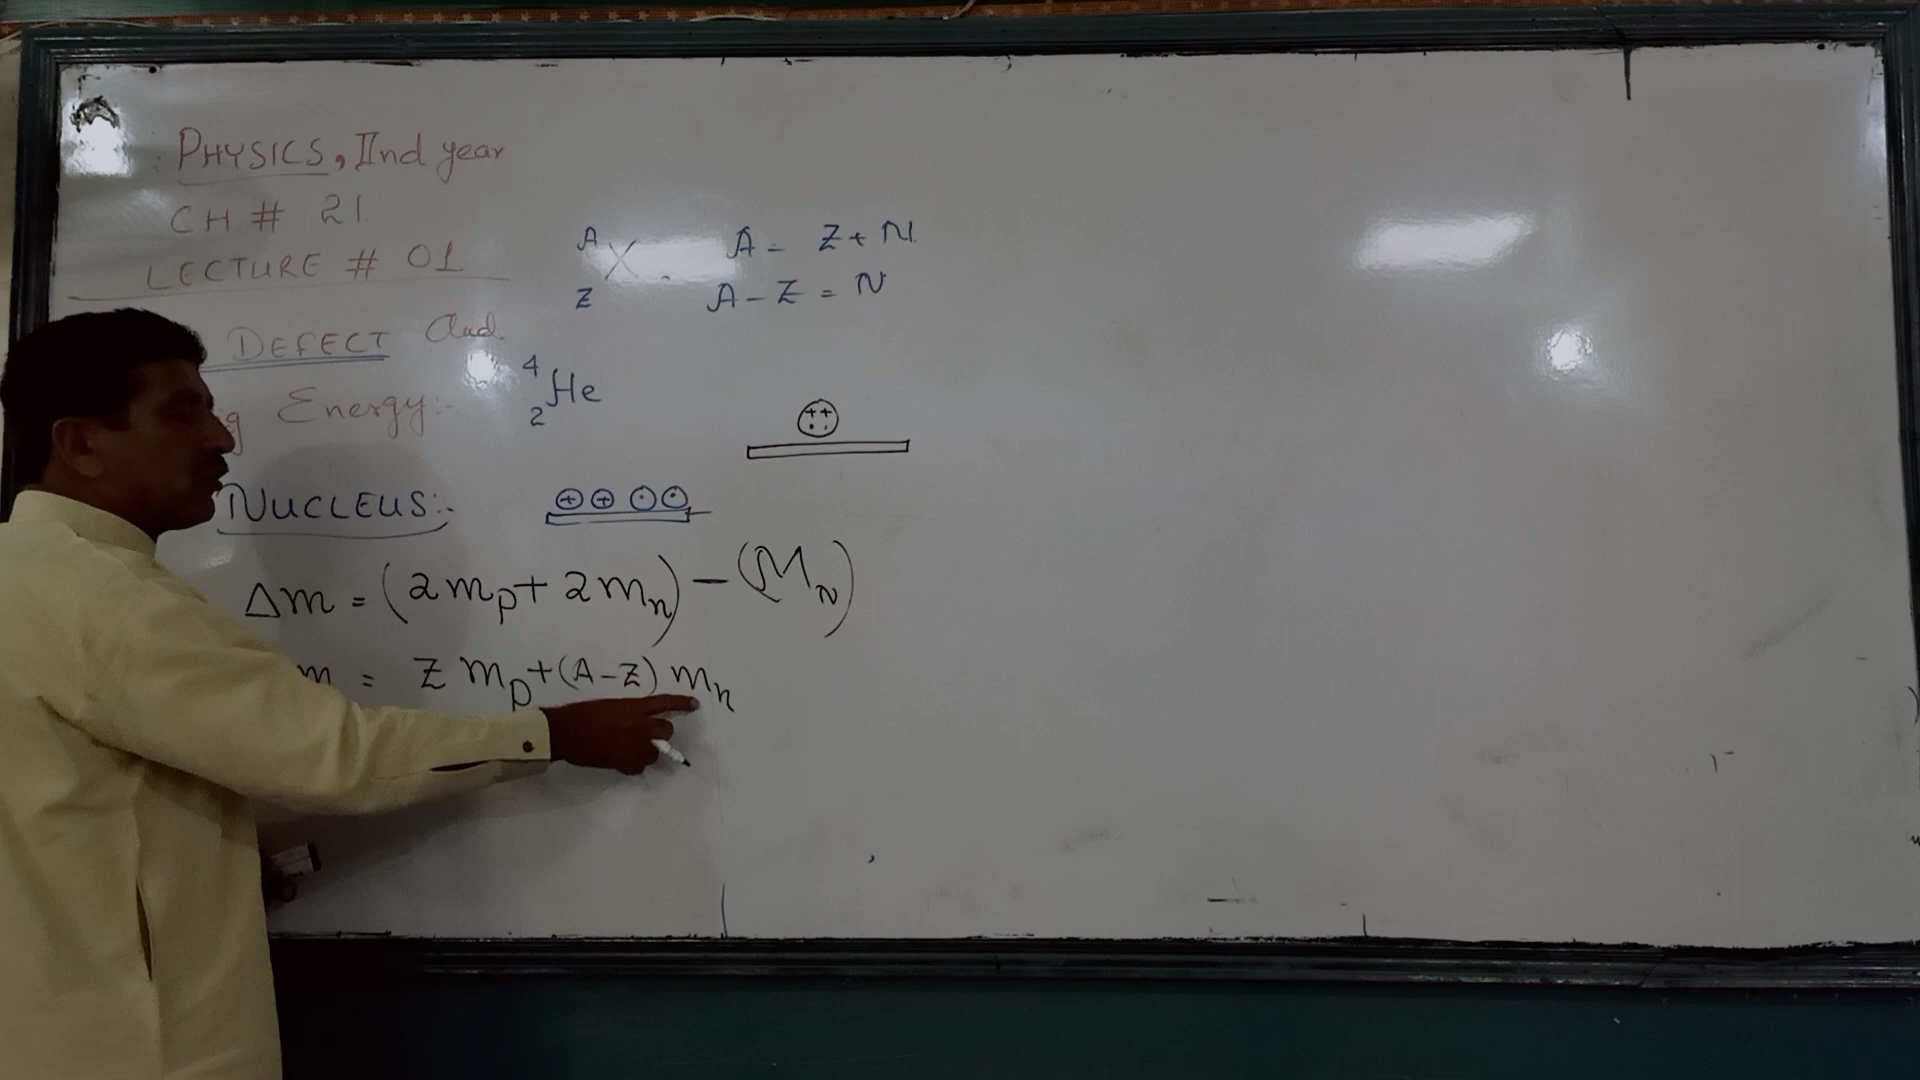 PHYSICS, IInd year
CH # 21.
LECTURE # 01
DEFECT And
g Energy:-
A
Z X. A = Z + N
A - Z = N
4
2 He
++
NUCLEUS:-
+ +
Δm = (2mp + 2mn) - (MN)
m = Z mp + (A-Z) mn